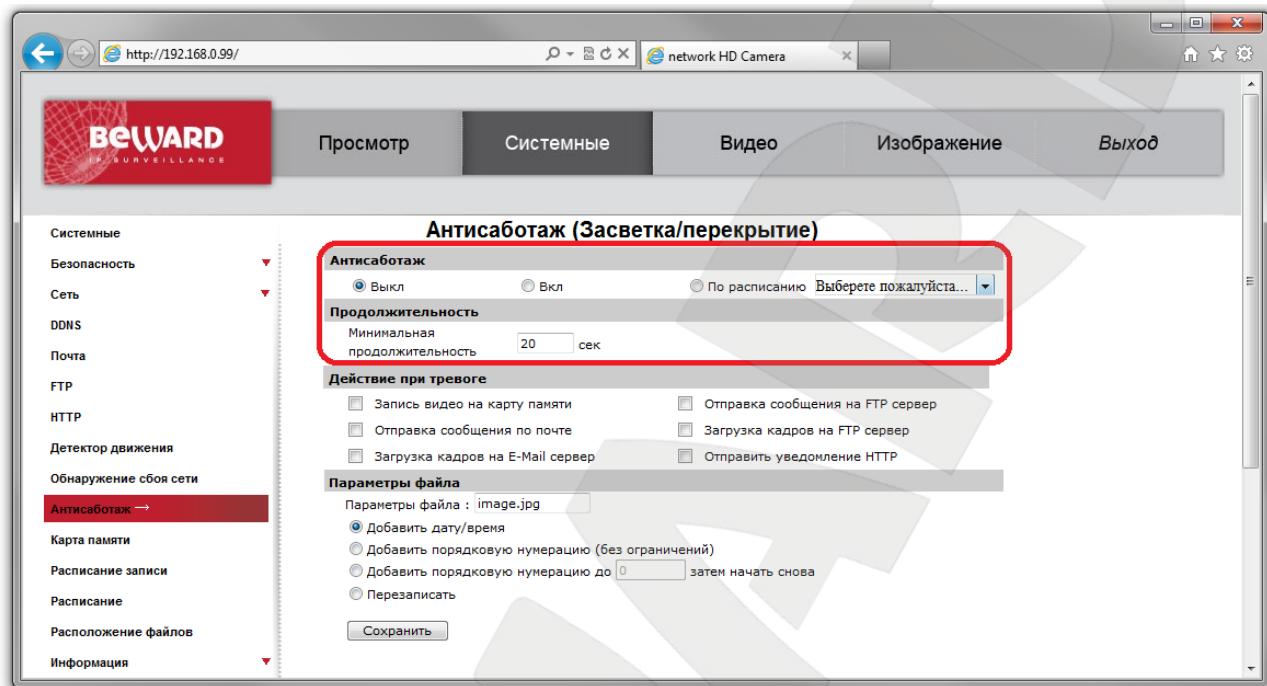 http://192.168.0.99/
network HD Camera
BEWARD
IP SURVEILLANCE
Просмотр
Системные
Видео
Изображение
Выход
Системные
Безопасность
Сеть
DDNS
Почта
FTP
HTTP
Детектор движения
Обнаружение сбоя сети
Антисаботаж →
Карта памяти
Расписание записи
Расписание
Расположение файлов
Информация
Антисаботаж (Засветка/перекрытие)
Антисаботаж
Выкл Вкл По расписанию Выберете пожалуйста...
Продолжительность
Минимальная
продолжительность 20 сек
Действие при тревоге
Запись видео на карту памяти Отправка сообщения на FTP сервер
Отправка сообщения по почте Загрузка кадров на FTP сервер
Загрузка кадров на E-Mail сервер Отправить уведомление HTTP
Параметры файла
Параметры файла : image.jpg
Добавить дату/время
Добавить порядковую нумерацию (без ограничений)
Добавить порядковую нумерацию до 0 затем начать снова
Перезаписать
Сохранить